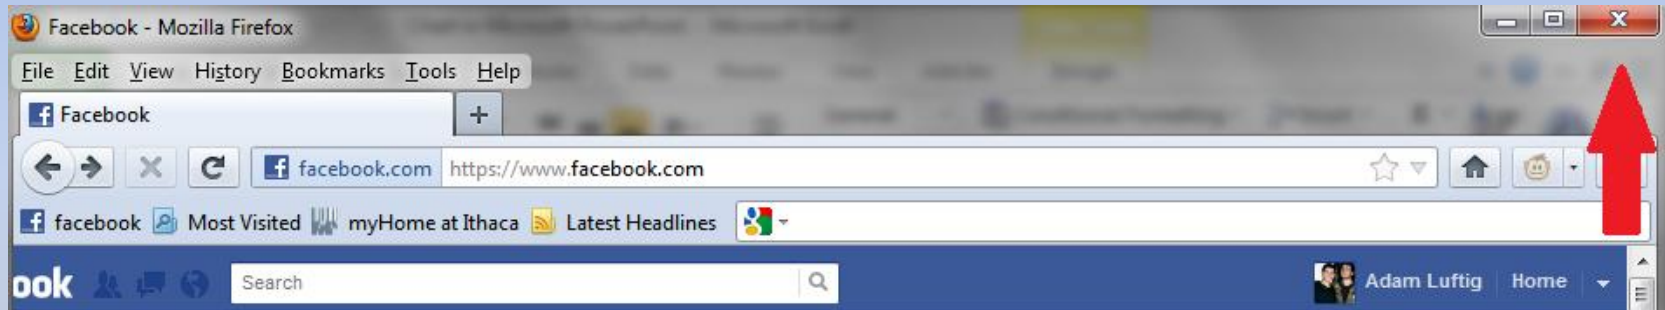 Facebook - Mozilla Firefox
File Edit View History Bookmarks Tools Help
Facebook +
facebook.com https://www.facebook.com
facebook Most Visited myHome at Ithaca Latest Headlines
ook Search Adam Luftig Home